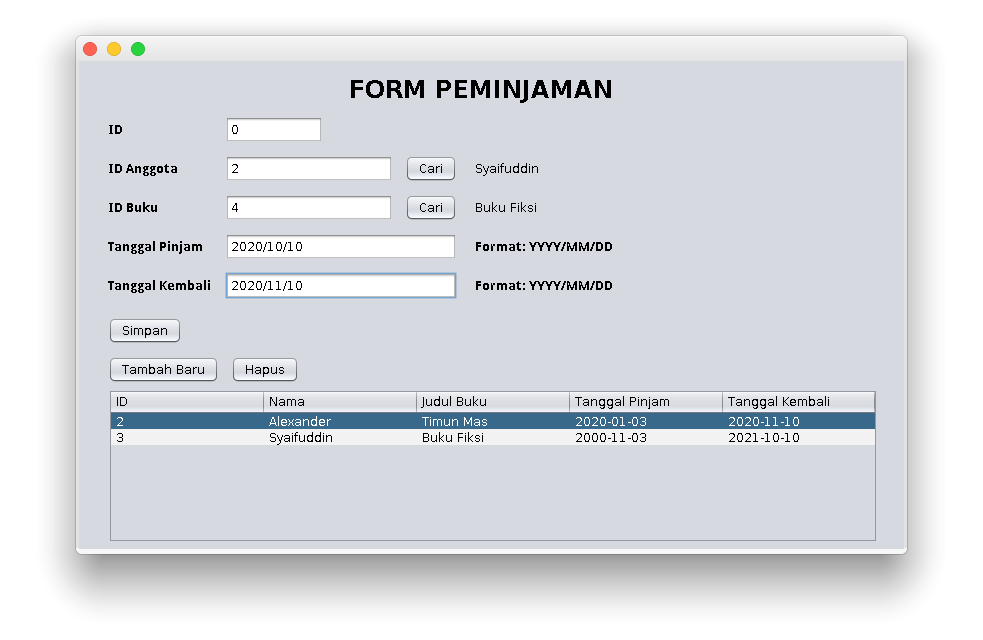 FORM PEMINJAMAN
ID 0
ID Anggota 2 Cari Syaifuddin
ID Buku 4 Cari Buku Fiksi
Tanggal Pinjam 2020/10/10 Format: YYYY/MM/DD
Tanggal Kembali 2020/11/10 Format: YYYY/MM/DD
Simpan
Tambah Baru Hapus
ID Nama Judul Buku Tanggal Pinjam Tanggal Kembali
2 Alexander Timun Mas 2020-01-03 2020-11-10
3 Syaifuddin Buku Fiksi 2000-11-03 2021-10-10